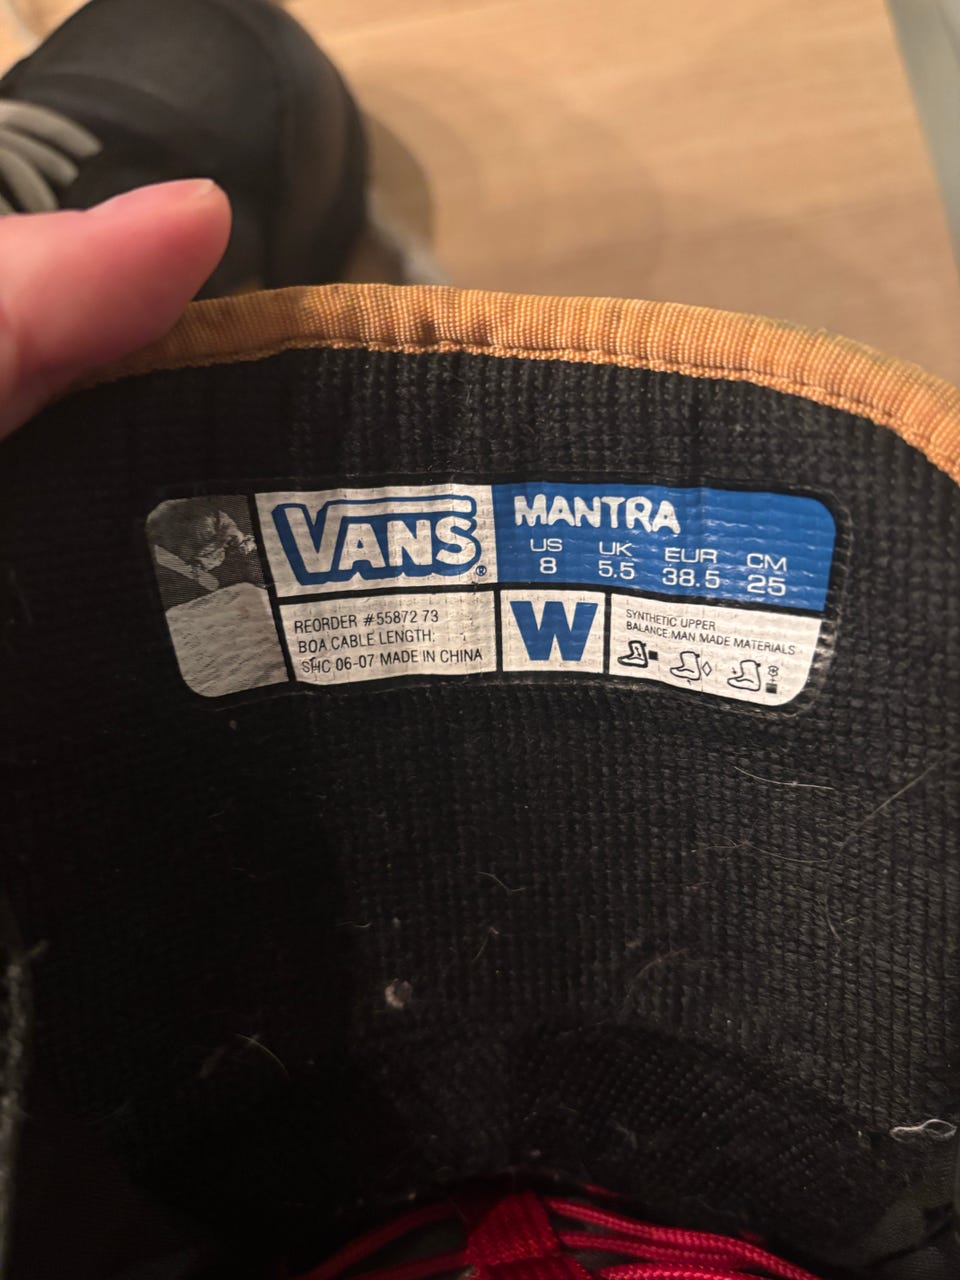 VANS®
MANTRA
US UK EUR CM
8 5.5 38.5 25
REORDER #55872 73
BOA CABLE LENGTH:
SHC 06-07 MADE IN CHINA
W
SYNTHETIC UPPER
BALANCE:MAN MADE MATERIALS